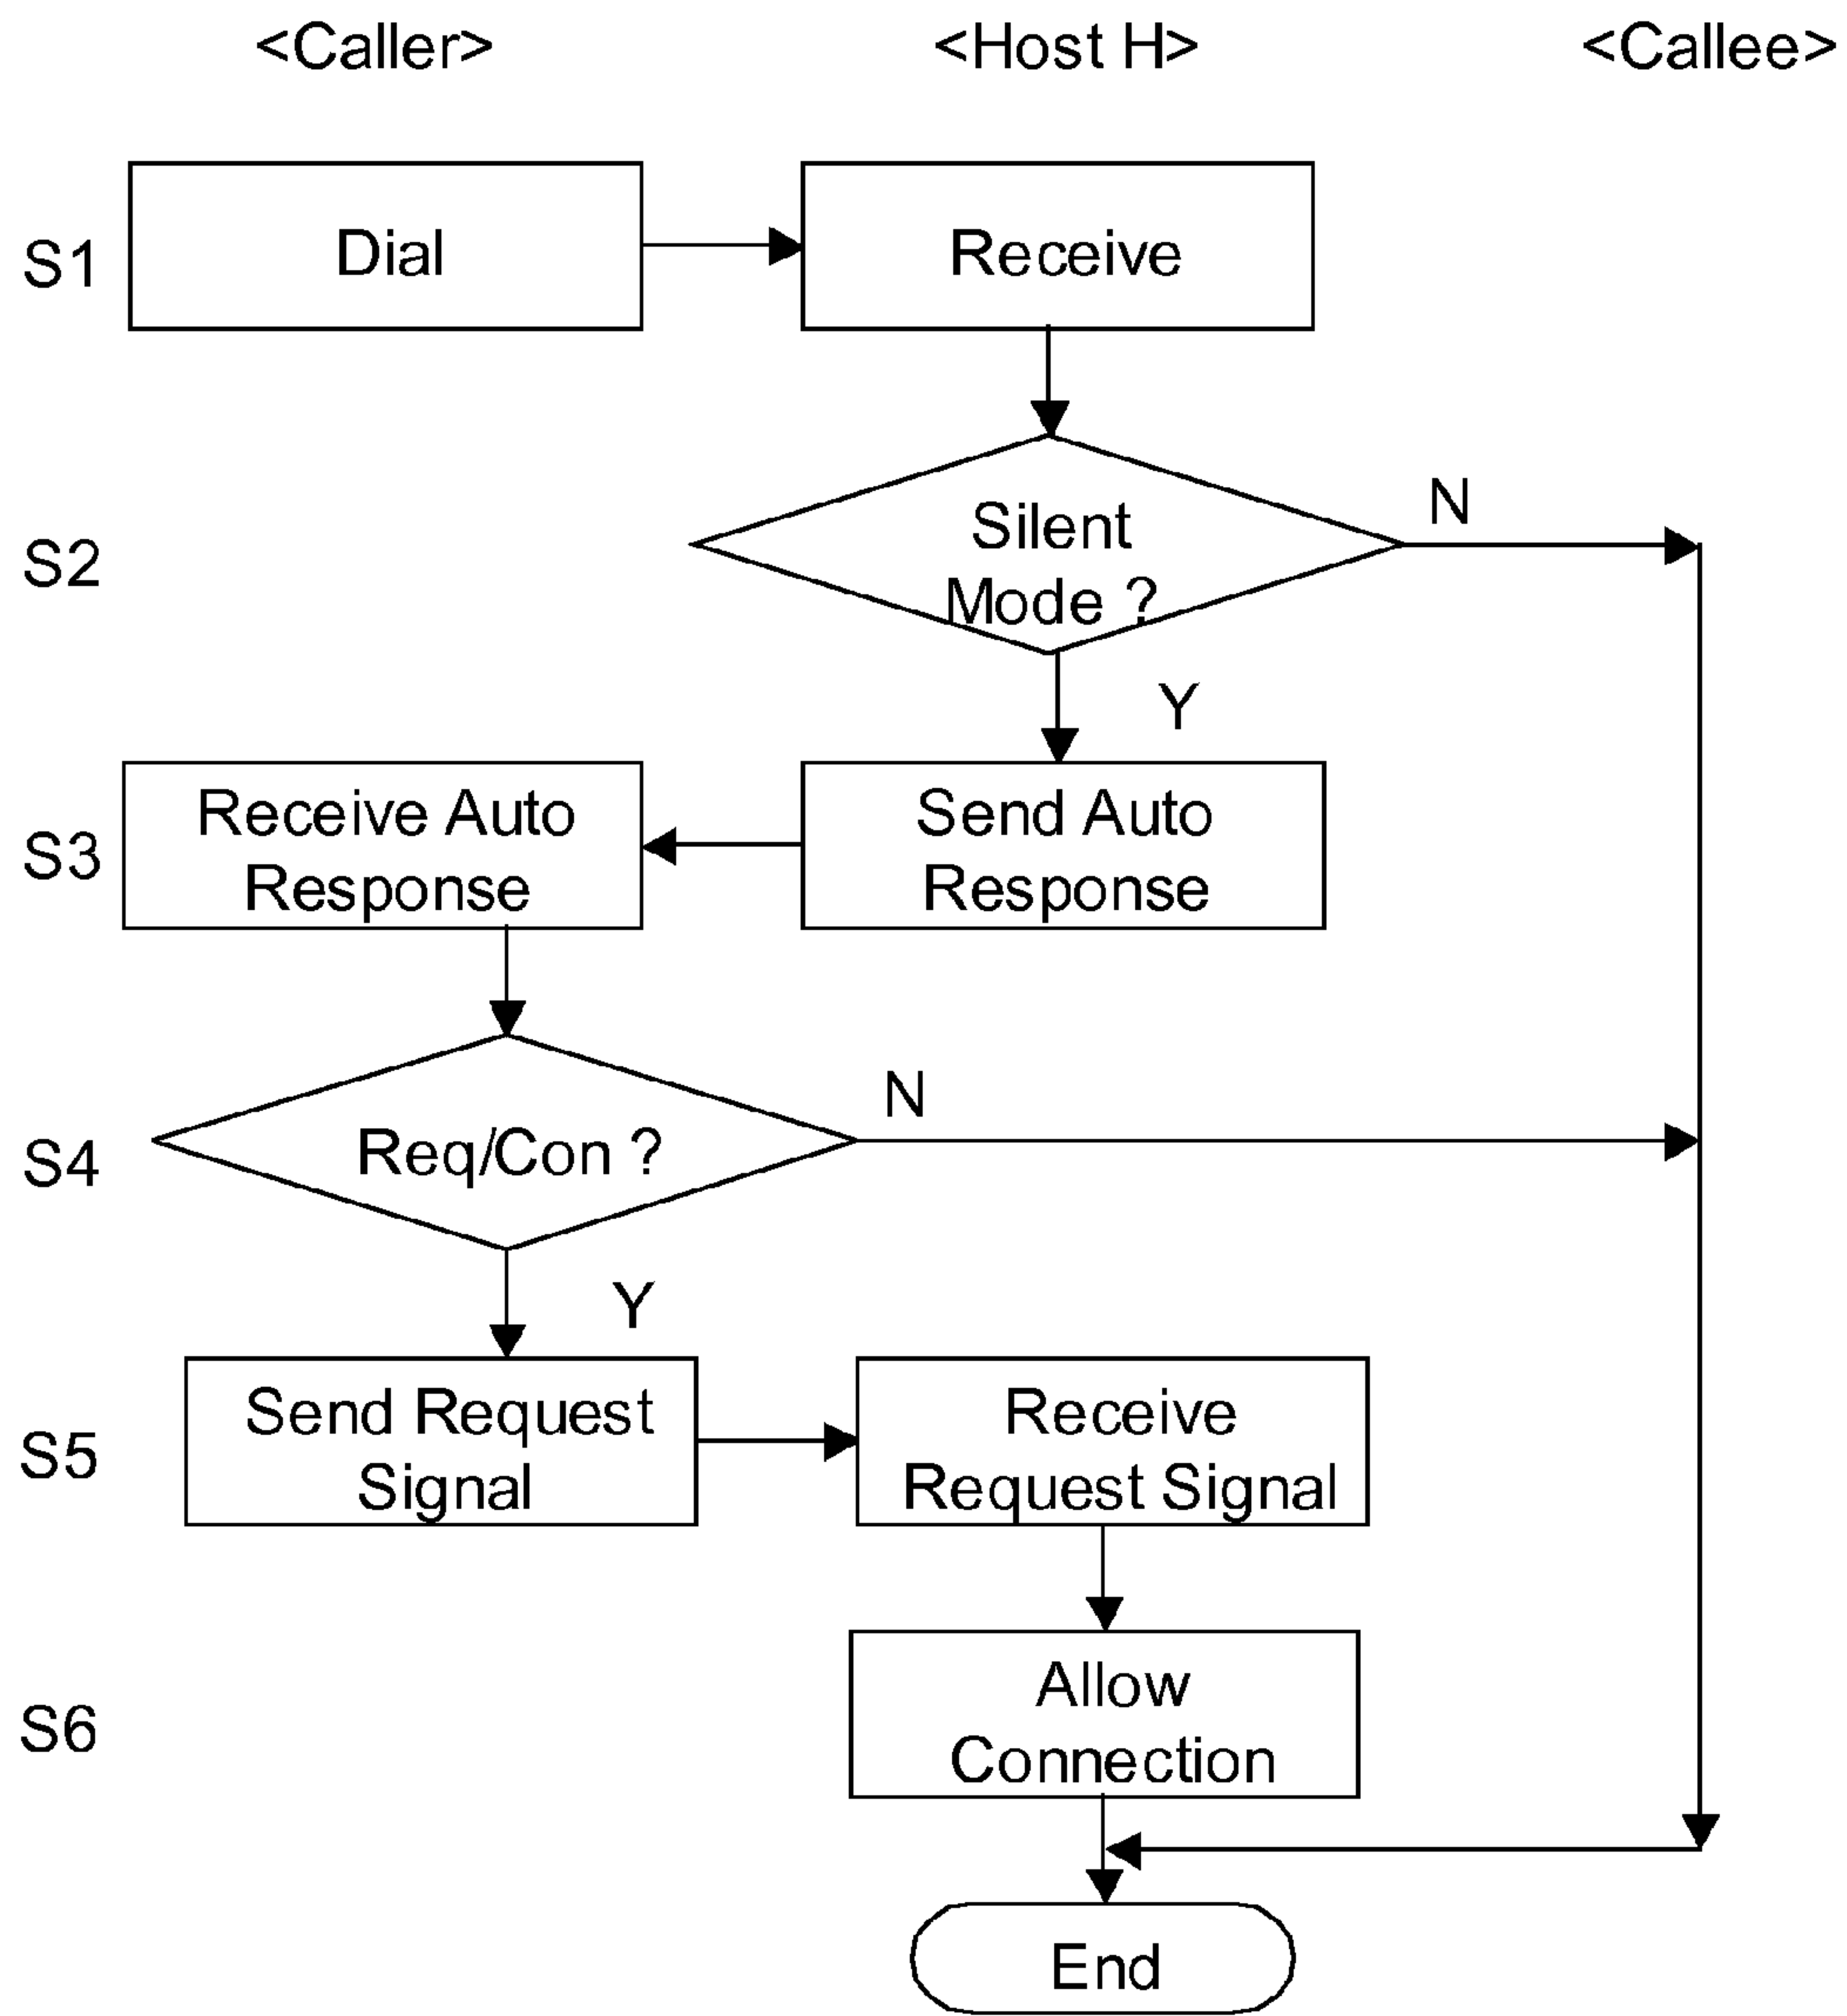 <Caller> <Host H> <Callee>
S1
Dial
Receive
S2
Silent
Mode ?
N
Y
S3
Receive Auto
Response
Send Auto
Response
S4
Req/Con ?
N
Y
S5
Send Request
Signal
Receive
Request Signal
S6
Allow
Connection
End